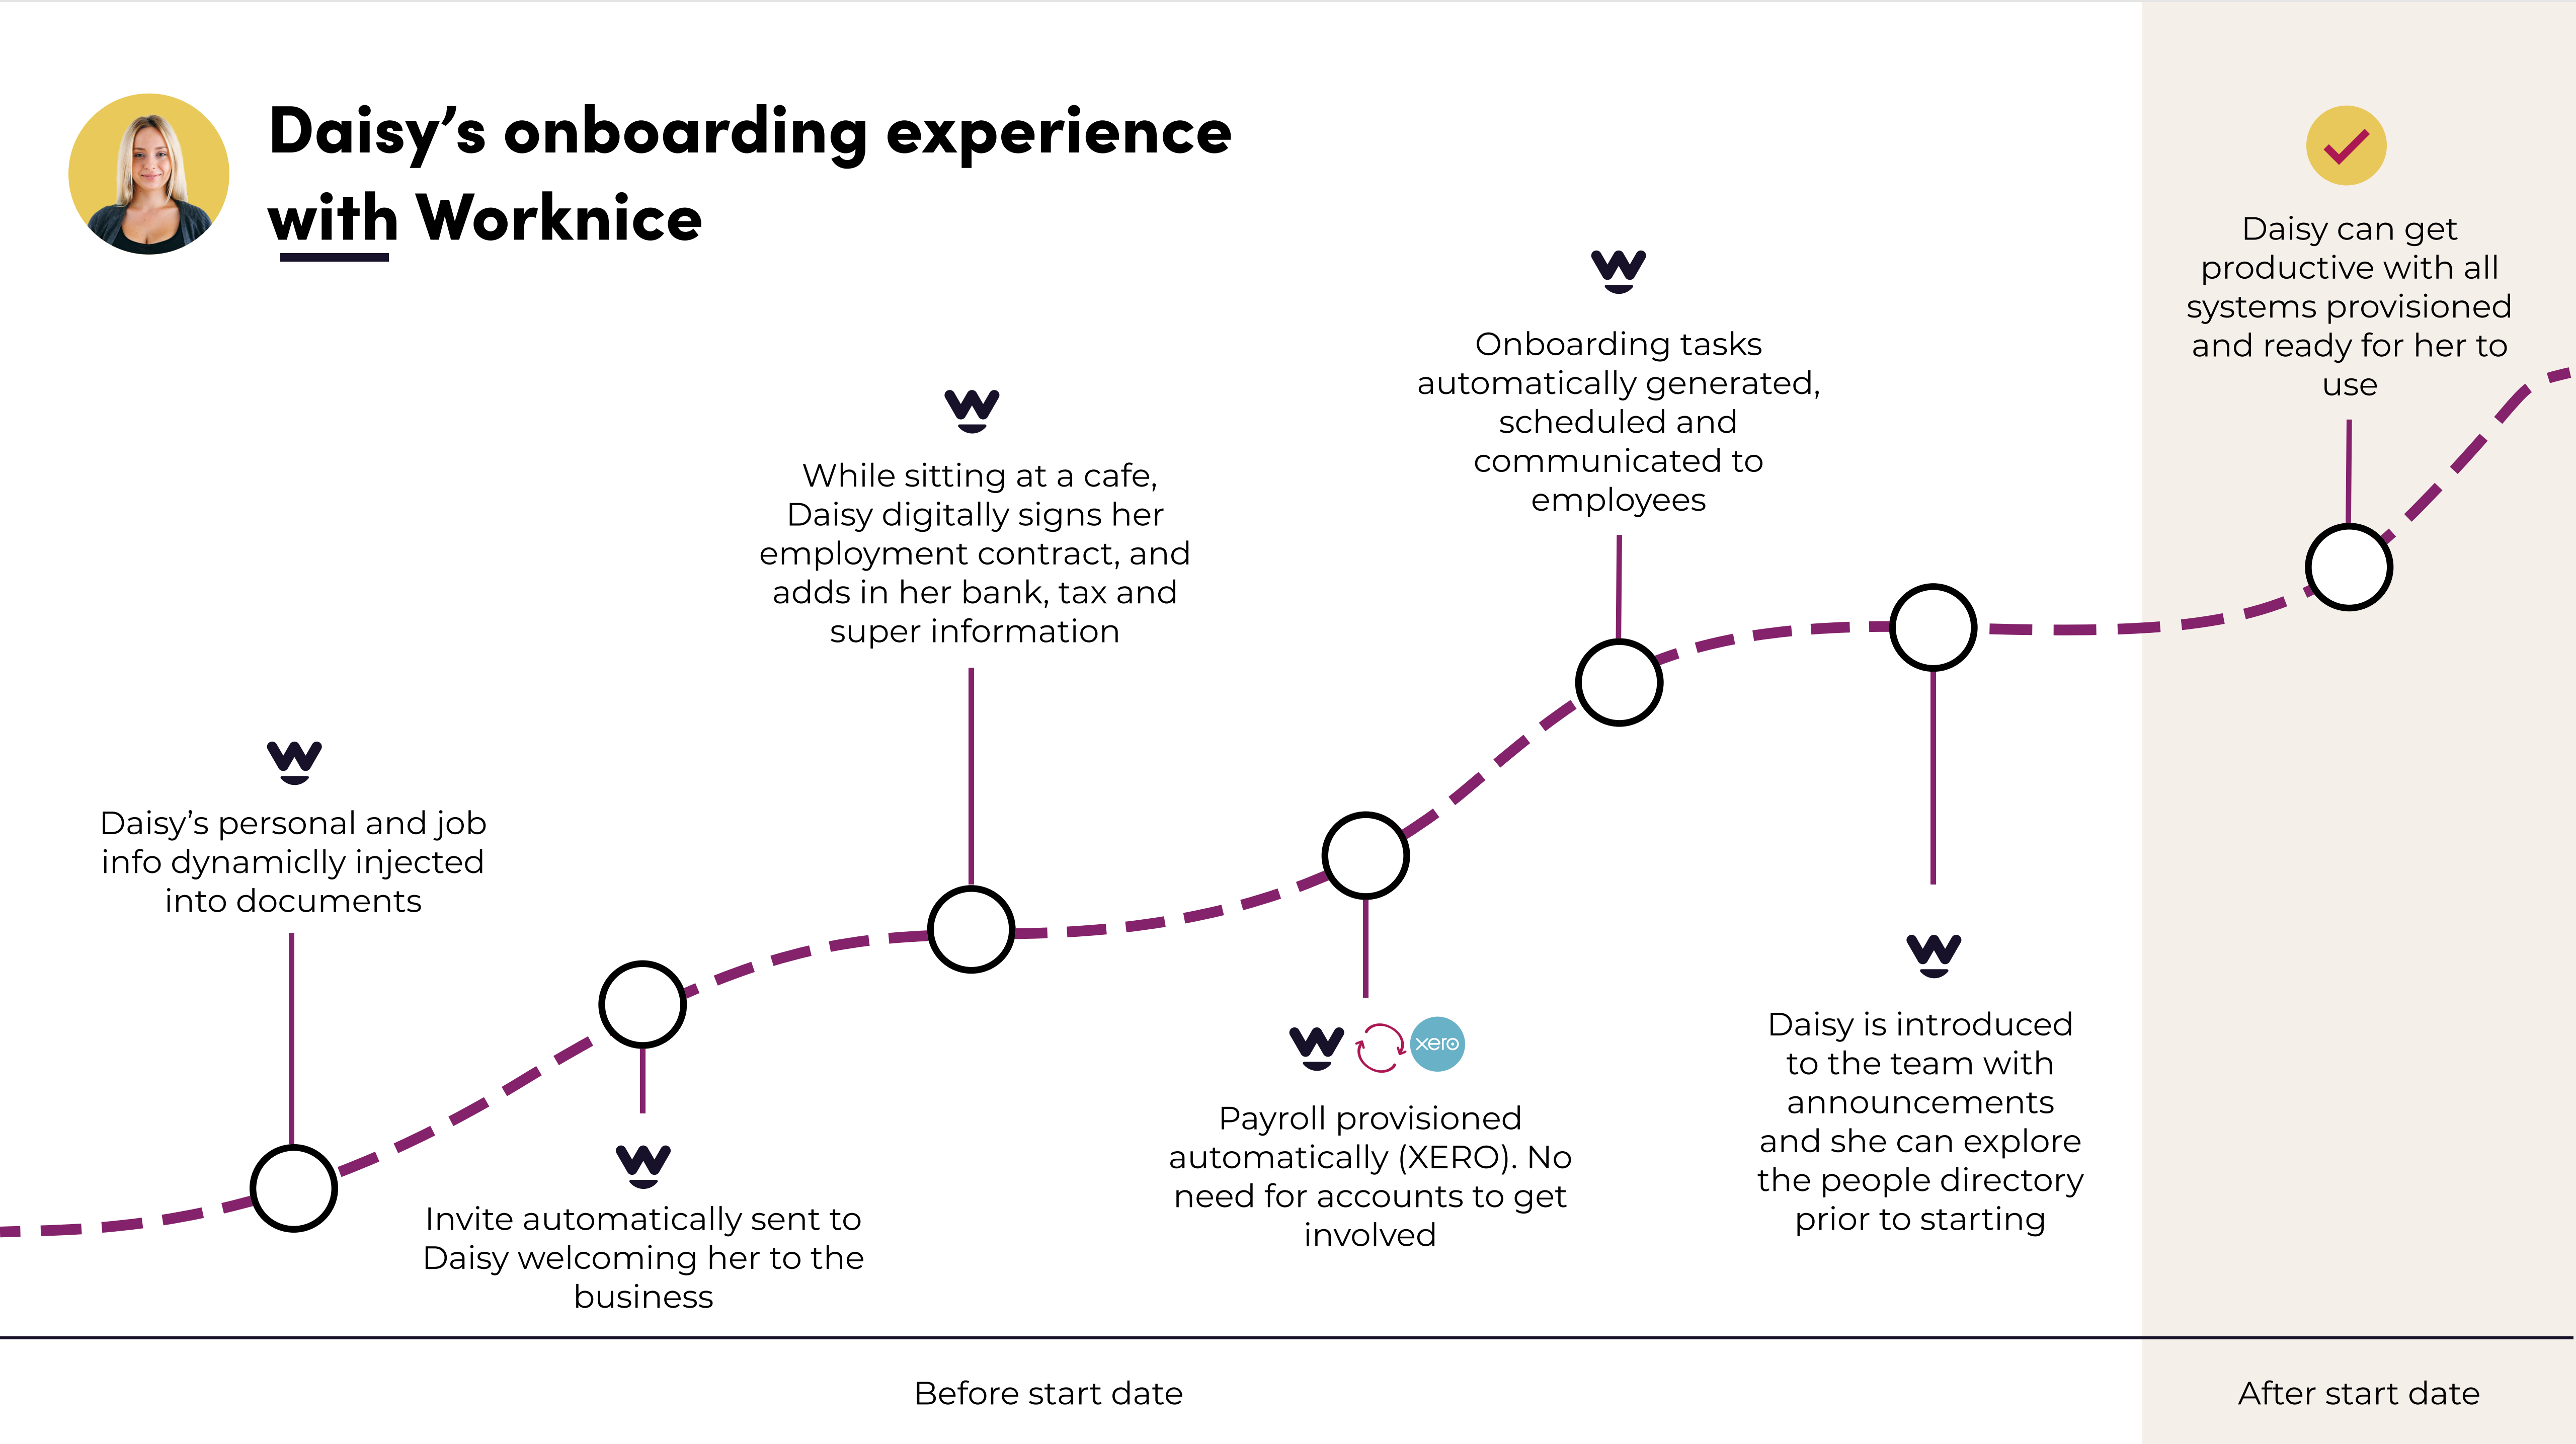 Daisy’s onboarding experience
with Worknice
Daisy’s personal and job
info dynamiclly injected
into documents
Invite automatically sent to
Daisy welcoming her to the
business
While sitting at a cafe,
Daisy digitally signs her
employment contract, and
adds in her bank, tax and
super information
xero
Payroll provisioned
automatically (XERO). No
need for accounts to get
involved
Onboarding tasks
automatically generated,
scheduled and
communicated to
employees
Daisy is introduced
to the team with
announcements
and she can explore
the people directory
prior to starting
Daisy can get
productive with all
systems provisioned
and ready for her to
use
Before start date
After start date